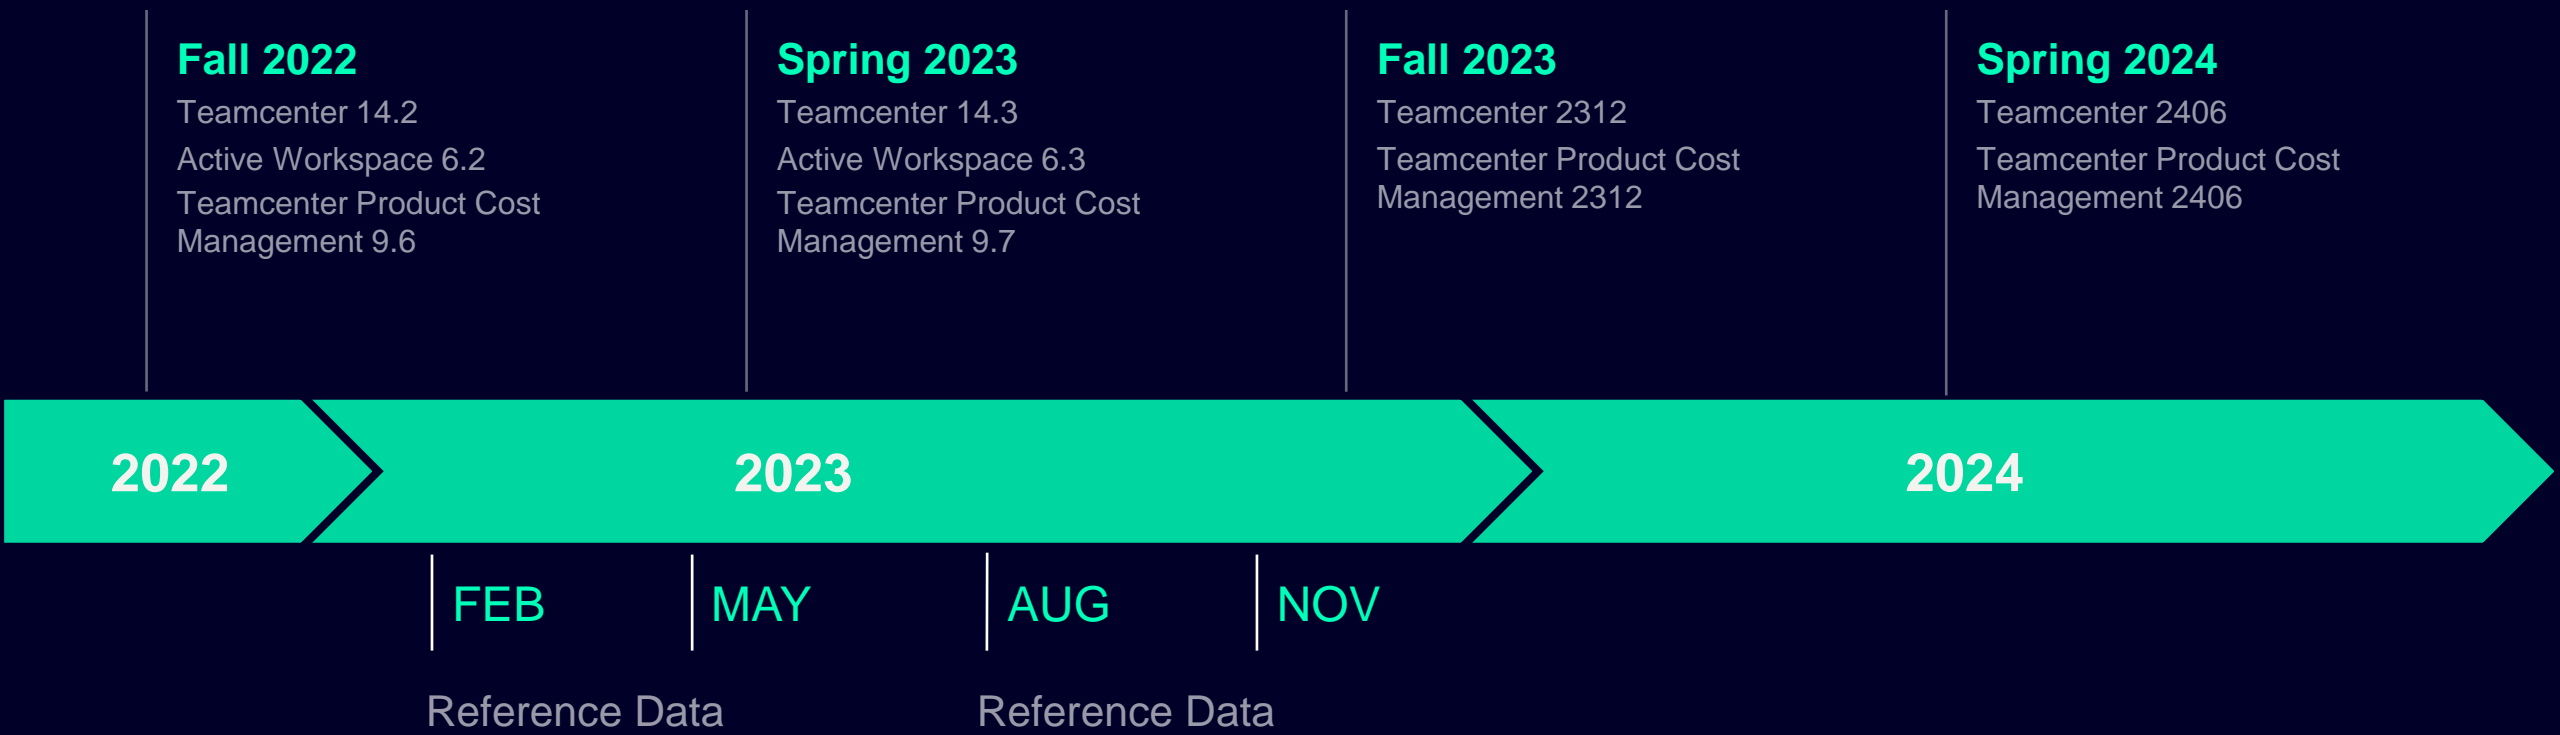 Fall 2022
Teamcenter 14.2
Active Workspace 6.2
Teamcenter Product Cost
Management 9.6
Spring 2023
Teamcenter 14.3
Active Workspace 6.3
Teamcenter Product Cost
Management 9.7
Fall 2023
Teamcenter 2312
Teamcenter Product Cost
Management 2312
Spring 2024
Teamcenter 2406
Teamcenter Product Cost
Management 2406
2022
2023
2024
FEB
MAY
AUG
NOV
Reference Data
Reference Data